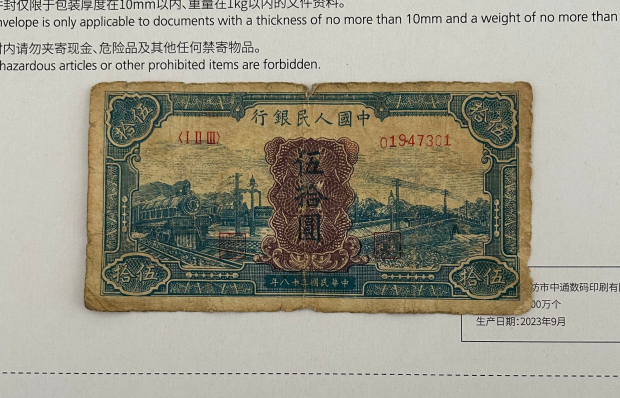 封仅限于包装厚度在10mm以内、重量在1kg以内的文件资料。
nvelope is only applicable to documents with a thickness of no more than 10mm and a weight of no more than
封内请勿夹寄现金、危险品及其他任何禁寄物品。
hazardous articles or other prohibited items are forbidden.
行銀民人國中
〈I II III〉
01947301
拾伍
拾伍
伍拾圓
拾伍
拾伍
年八十三國民華中
坊市中通数码印刷有
00万个
生产日期:2023年9月